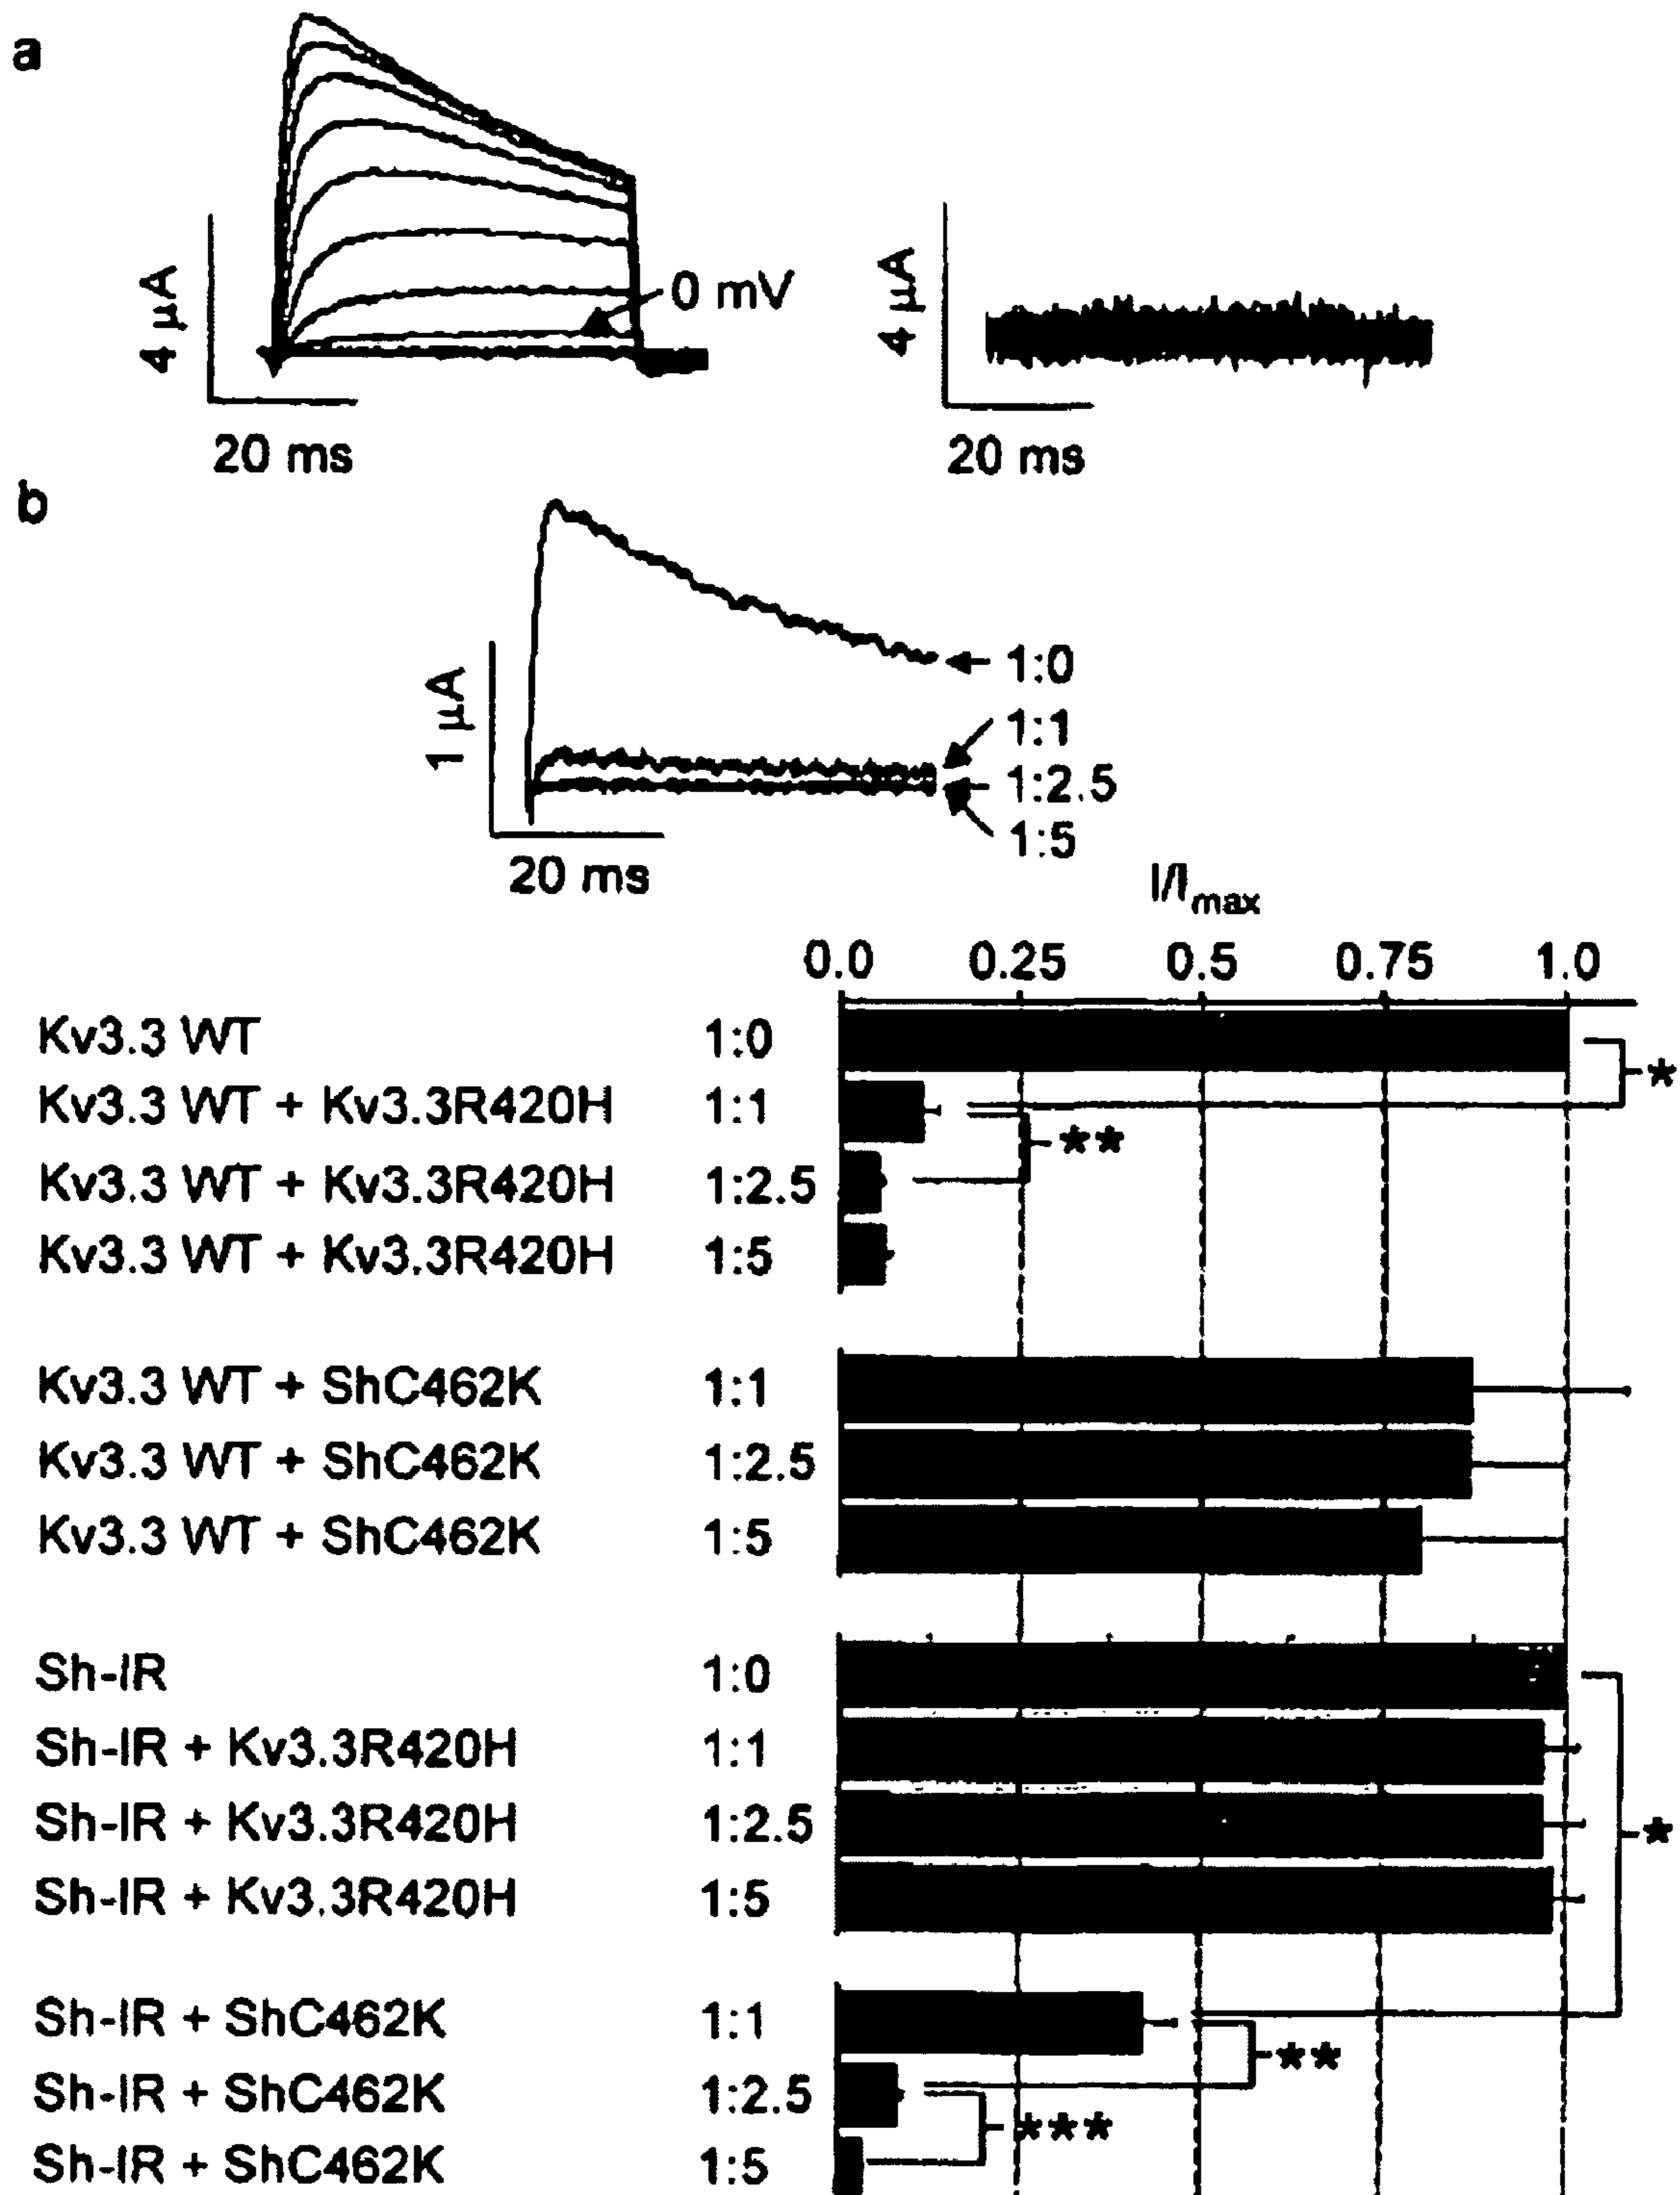 a
4 µA
20 ms
0 mV
4 µA
20 ms
b
1 µA
20 ms
1:0
1:1
1:2.5
1:5
I/Imax
0.0 0.25 0.5 0.75 1.0
Kv3.3 WT 1:0
*
Kv3.3 WT + Kv3.3R420H 1:1
**
Kv3.3 WT + Kv3.3R420H 1:2.5
Kv3.3 WT + Kv3.3R420H 1:5
Kv3.3 WT + ShC462K 1:1
Kv3.3 WT + ShC462K 1:2.5
Kv3.3 WT + ShC462K 1:5
Sh-IR 1:0
Sh-IR + Kv3.3R420H 1:1
Sh-IR + Kv3.3R420H 1:2.5
*
Sh-IR + Kv3.3R420H 1:5
Sh-IR + ShC462K 1:1
**
Sh-IR + ShC462K 1:2.5
***
Sh-IR + ShC462K 1:5